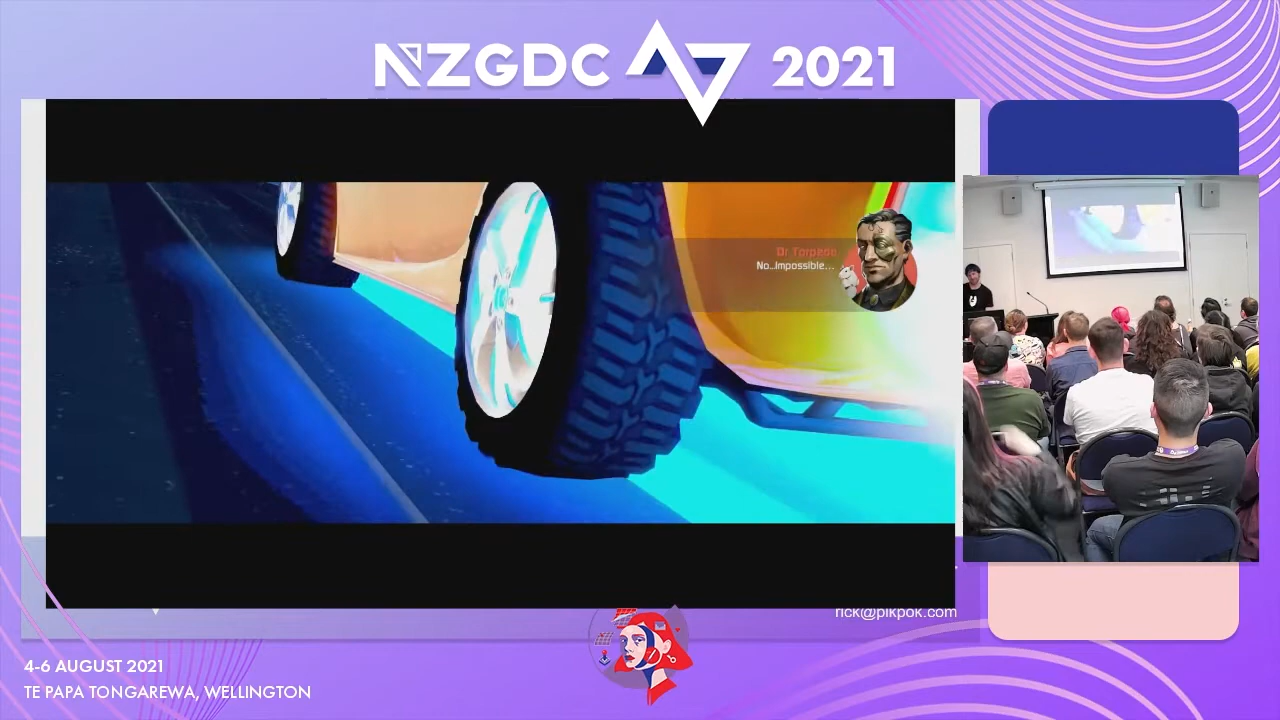 NZGDC 2021
Dr Torpedo
No...Impossible...
rick@pikpok.com
4-6 AUGUST 2021
TE PAPA TONGAREWA, WELLINGTON